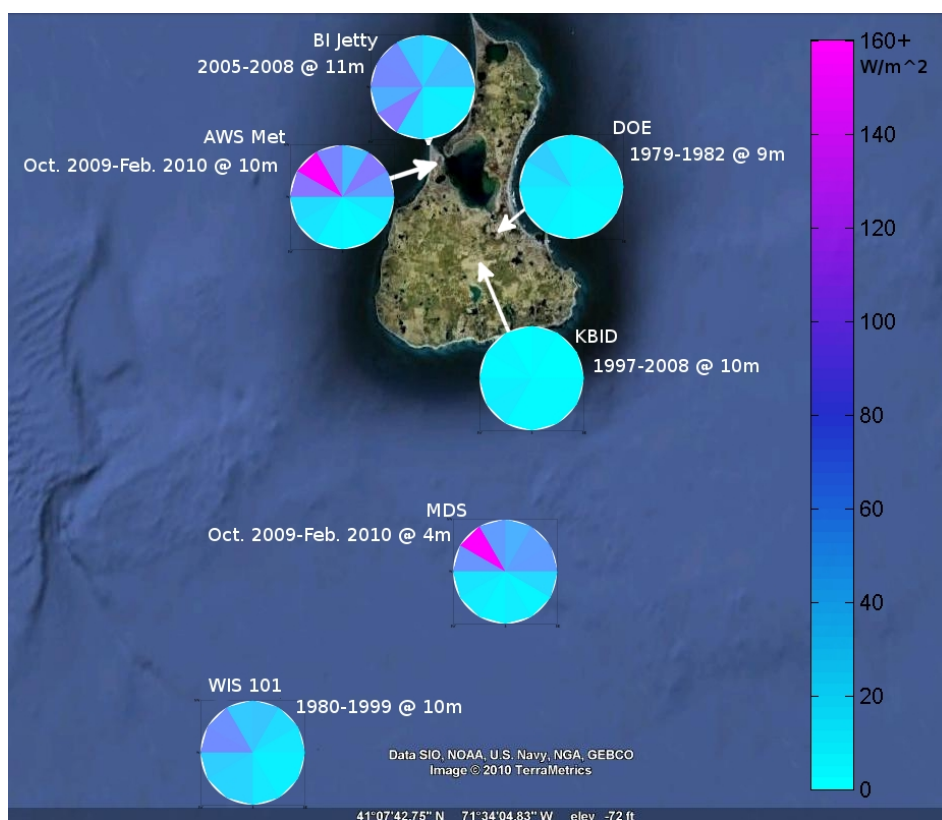 BI Jetty
2005-2008 @ 11m
AWS Met
Oct. 2009-Feb. 2010 @ 10m
DOE
1979-1982 @ 9m
KBID
1997-2008 @ 10m
MDS
Oct. 2009-Feb. 2010 @ 4m
WIS 101
1980-1999 @ 10m
160+
W/m^2
140
120
100
80
60
40
20
0
Data SIO, NOAA, U.S. Navy, NGA, GEBCO
Image © 2010 TerraMetrics
41°07'42.75" N 71°34'04.83" W elev -72 ft